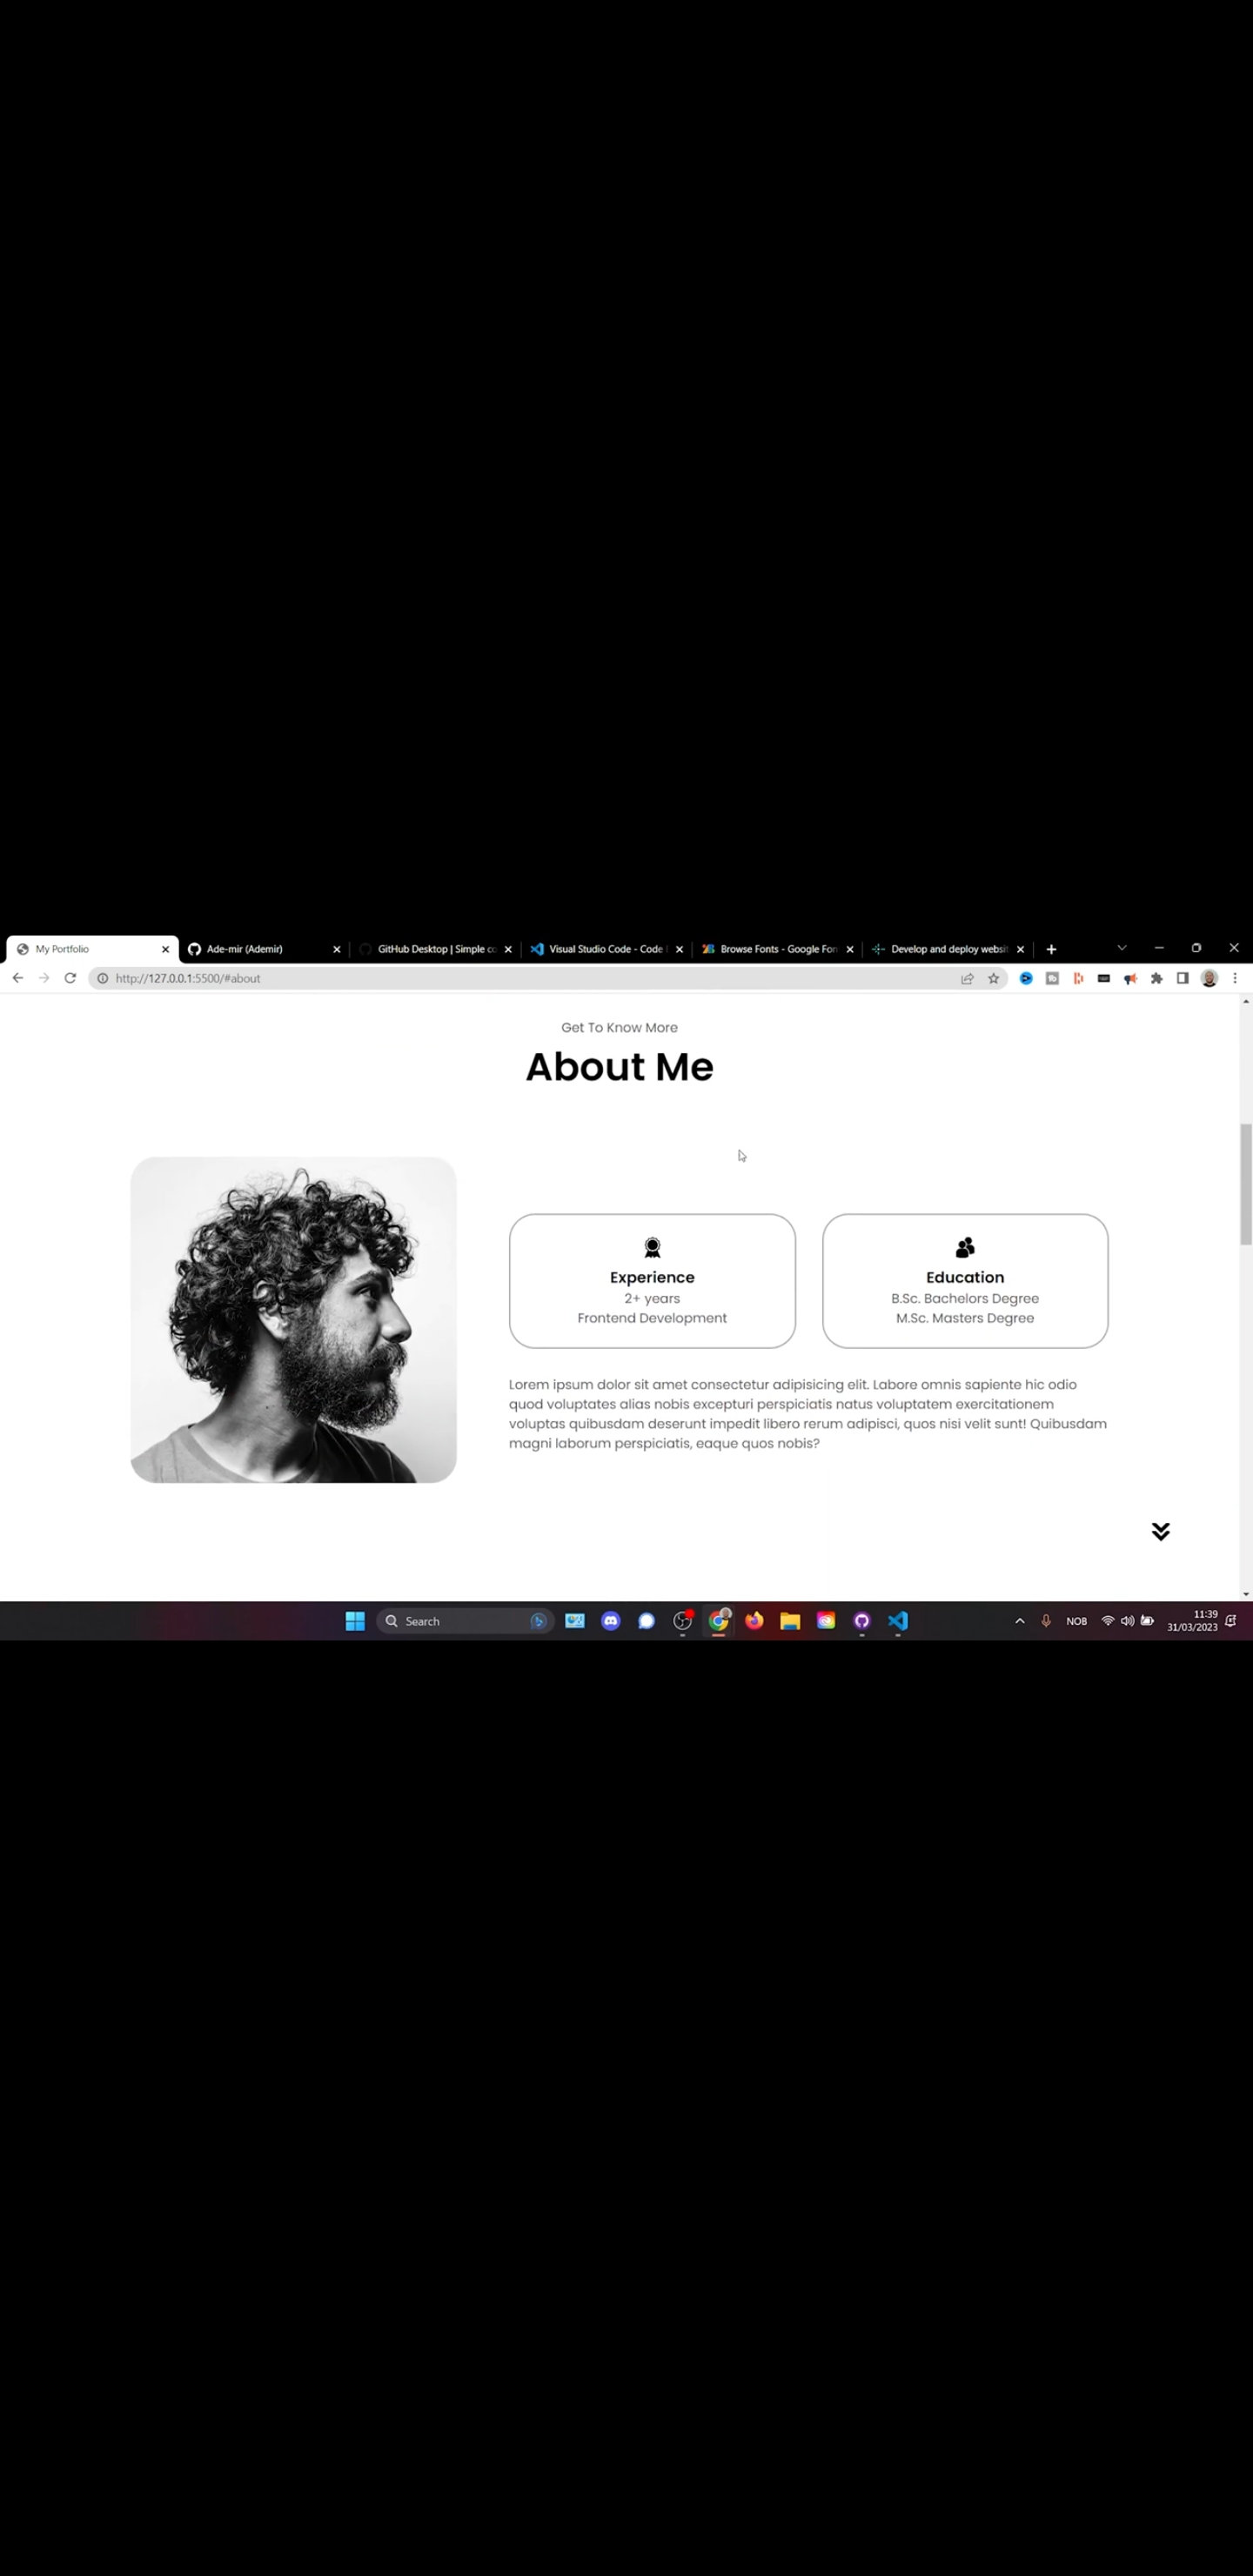 My Portfolio
Ade-mir (Ademir)
GitHub Desktop | Simple co
Visual Studio Code - Code
Browse Fonts - Google Fon
Develop and deploy websi
http://127.0.0.1:5500/#about
Get To Know More
About Me
Experience
2+ years
Frontend Development
Education
B.Sc. Bachelors Degree
M.Sc. Masters Degree
Lorem ipsum dolor sit amet consectetur adipisicing elit. Labore omnis sapiente hic odio
quod voluptates alias nobis excepturi perspiciatis natus voluptatem exercitationem
voluptas quibusdam deserunt impedit libero rerum adipisci, quos nisi velit sunt! Quibusdam
magni laborum perspiciatis, eaque quos nobis?
Search
NOB
11:39
31/03/2023